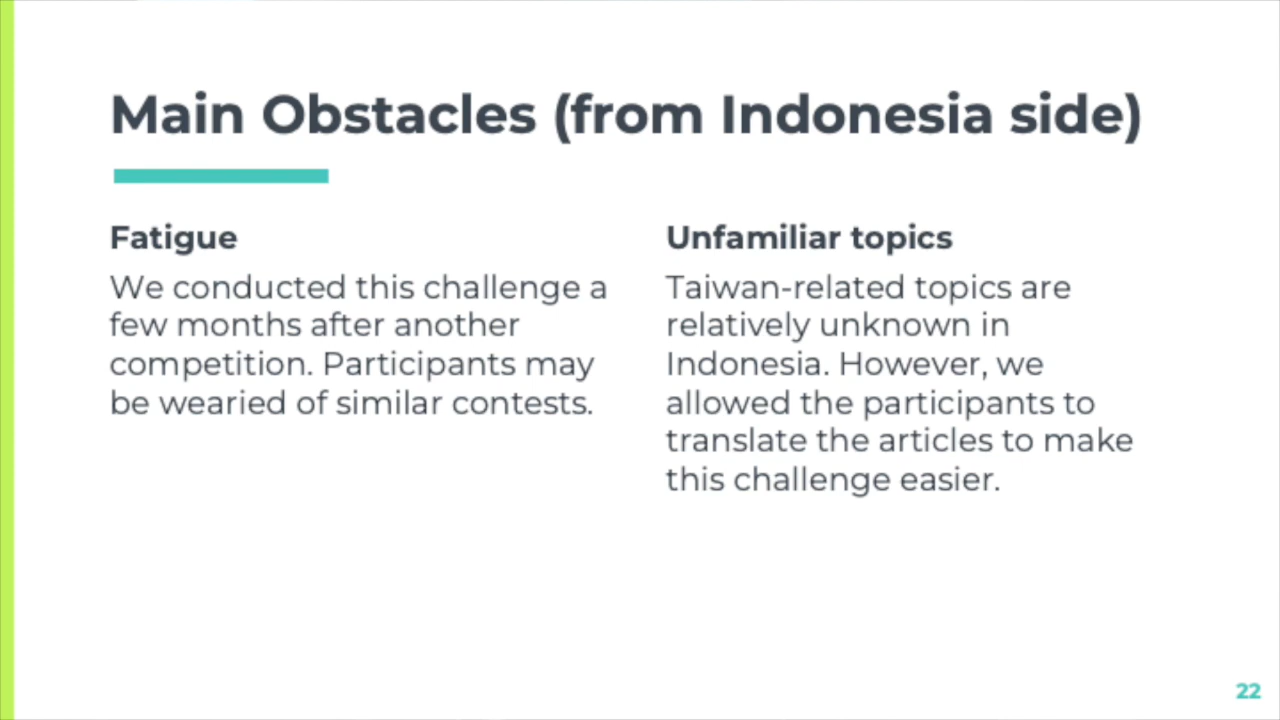 Main Obstacles (from Indonesia side)
Fatigue
We conducted this challenge a
few months after another
competition. Participants may
be wearied of similar contests.
Unfamiliar topics
Taiwan-related topics are
relatively unknown in
Indonesia. However, we
allowed the participants to
translate the articles to make
this challenge easier.
22